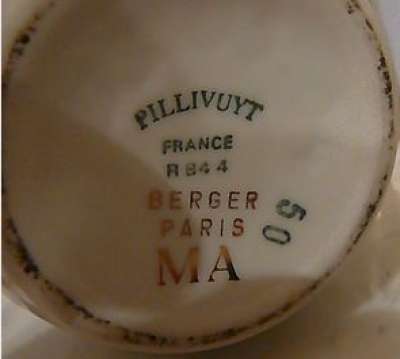 PILLIVUYT
FRANCE
R 844
BERGER
PARIS
MA
50